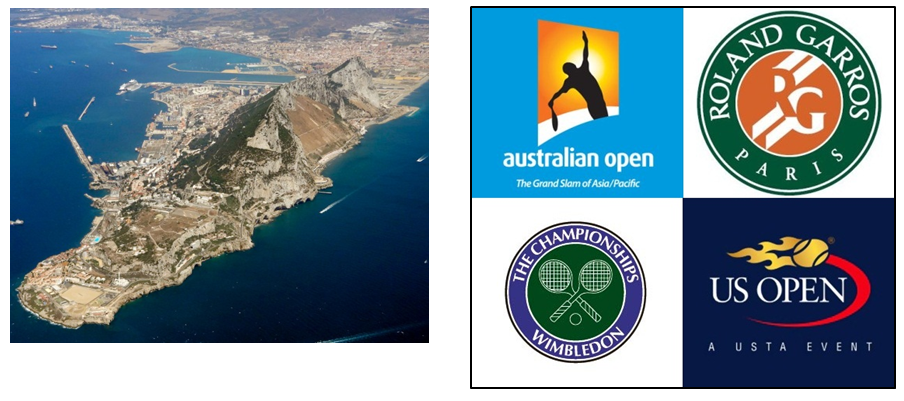 australian open
The Grand Slam of Asia/Pacific
ROLAND GARROS
RG
PARIS
THE CHAMPIONSHIPS
WIMBLEDON
US OPEN
A USTA EVENT